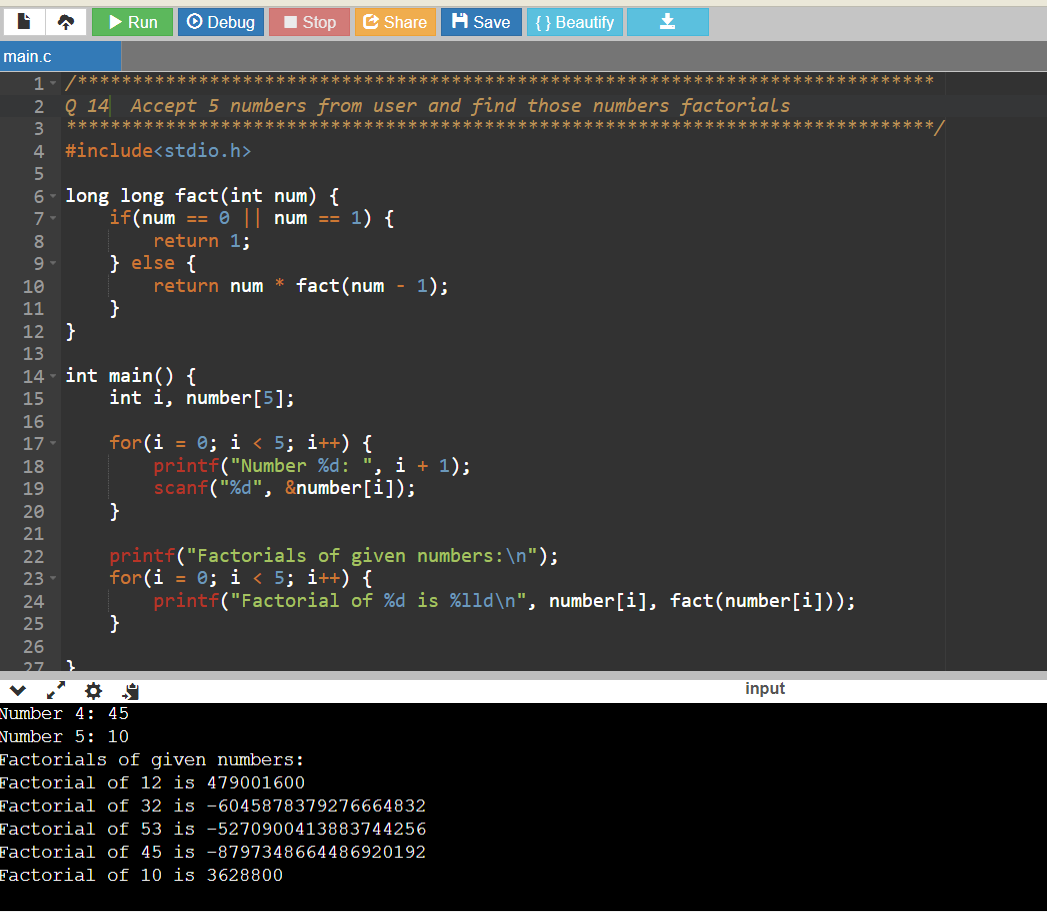 Run Debug Stop Share Save { } Beautify
main.c
1 /******************************************************************************
2 Q 14 Accept 5 numbers from user and find those numbers factorials
3 *******************************************************************************/
4 #include<stdio.h>
5
6 long long fact(int num) {
7     if(num == 0 || num == 1) {
8         return 1;
9     } else {
10         return num * fact(num - 1);
11     }
12 }
13
14 int main() {
15     int i, number[5];
16
17     for(i = 0; i < 5; i++) {
18         printf("Number %d: ", i + 1);
19         scanf("%d", &number[i]);
20     }
21
22     printf("Factorials of given numbers:\n");
23     for(i = 0; i < 5; i++) {
24         printf("Factorial of %d is %lld\n", number[i], fact(number[i]));
25     }
26
27 }
input
Number 4: 45
Number 5: 10
Factorials of given numbers:
Factorial of 12 is 479001600
Factorial of 32 is -6045878379276664832
Factorial of 53 is -5270900413883744256
Factorial of 45 is -8797348664486920192
Factorial of 10 is 3628800